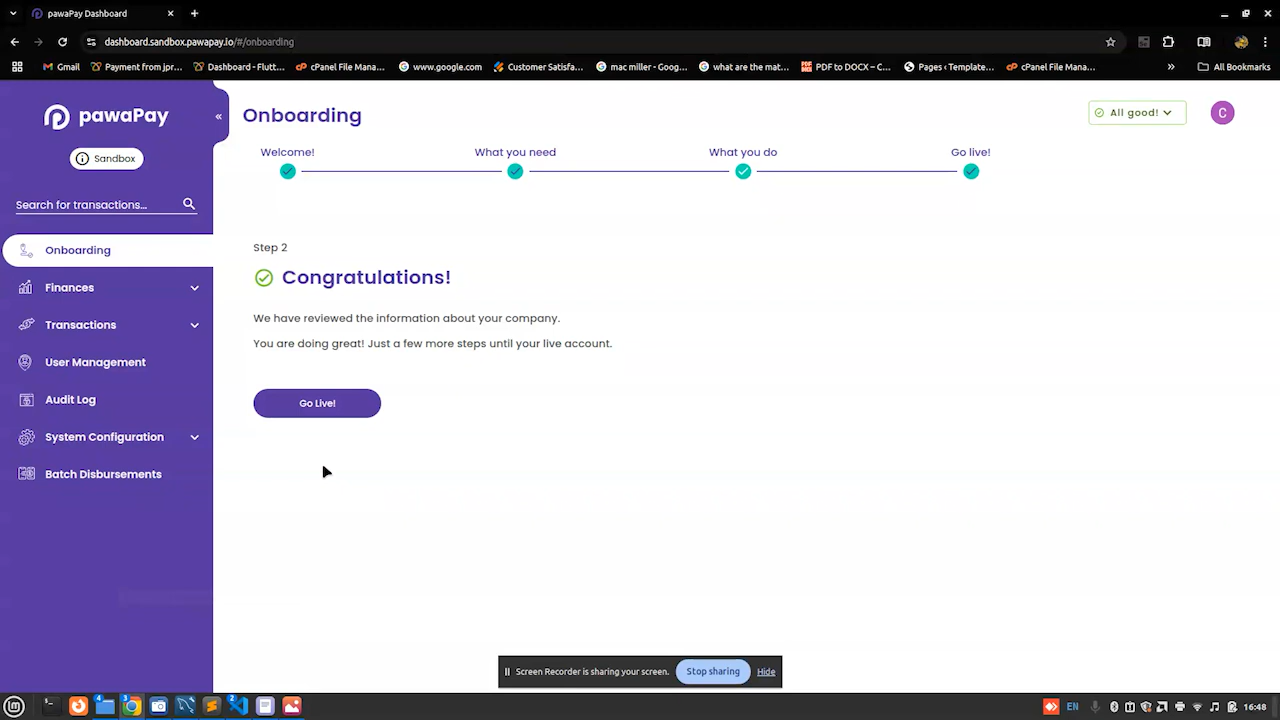 pawaPay Dashboard
dashboard.sandbox.pawapay.io/#/onboarding
Gmail
Payment from jpr...
Dashboard - Flutt...
cPanel File Mana...
www.google.com
Customer Satisfa...
mac miller - Goog...
what are the mat...
PDF to DOCX – C...
Pages ‹ Template...
cPanel File Mana...
»
All Bookmarks
pawaPay
«
Onboarding
All good!
C
Sandbox
Welcome!
What you need
What you do
Go live!
Search for transactions...
Onboarding
Finances
Transactions
User Management
Audit Log
System Configuration
Batch Disbursements
Step 2
Congratulations!
We have reviewed the information about your company.
You are doing great! Just a few more steps until your live account.
Go Live!
Screen Recorder is sharing your screen.
Stop sharing
Hide
4
3
2
EN
16:48